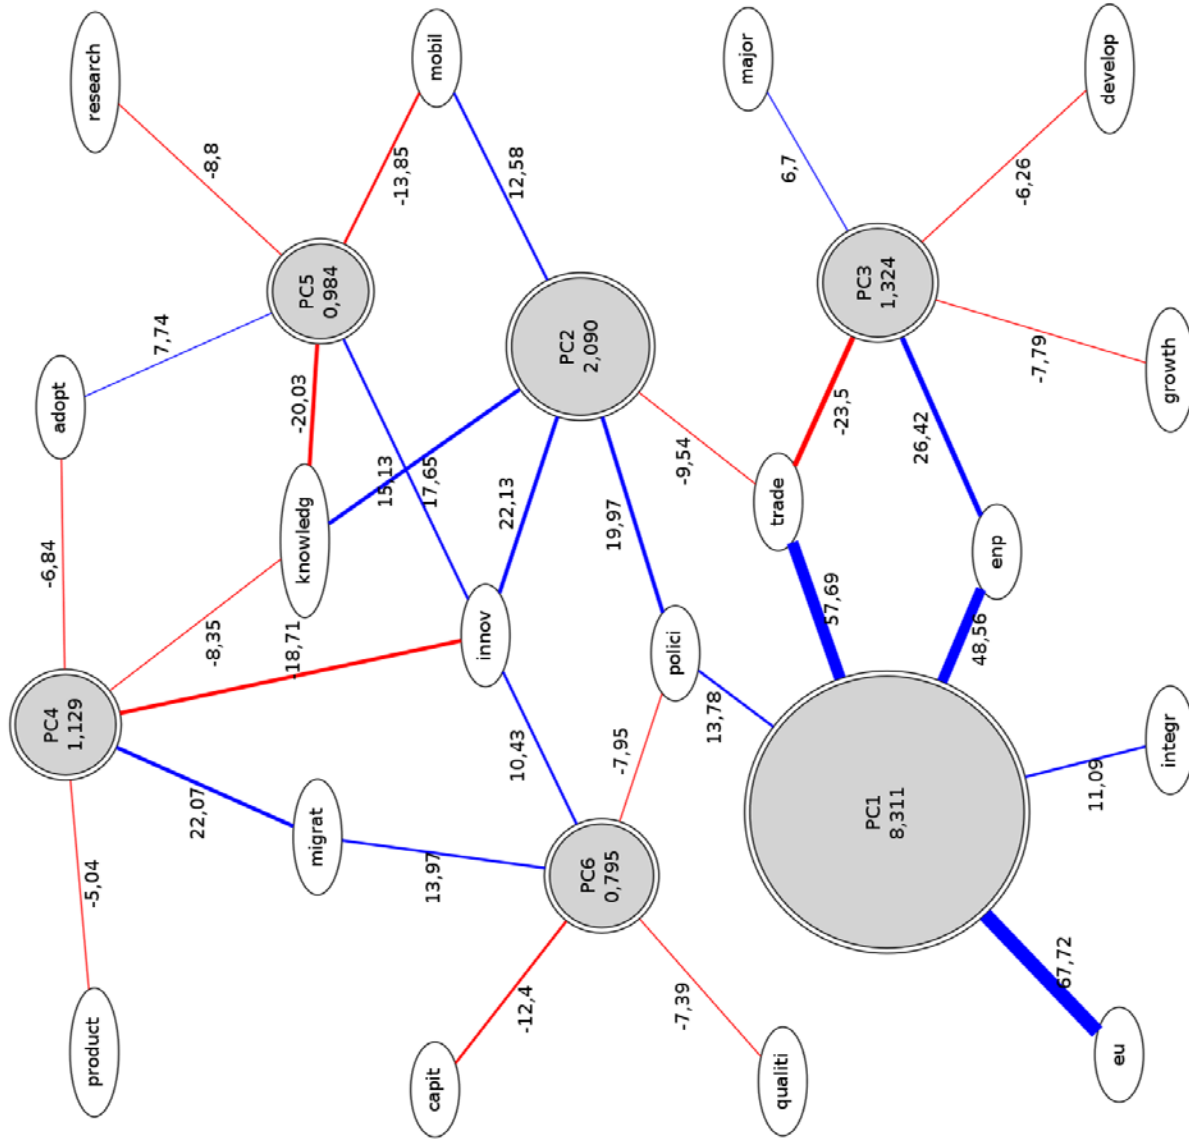 -6,84
adopt
PC4
1,129
product
-5,04
research
7,74
22,07
-8,35
-8,8
-18,71
-20,03
knowledg
PC5
0,984
migrat
15,13
-13,85
17,65
13,97
capit
mobil
innov
22,13
10,43
12,58
-12,4
PC2
2,090
PC6
0,795
19,97
-7,95
polici
-7,39
-9,54
13,78
major
trade
qualiti
6,7
57,69
-23,5
PC3
1,324
PC1
8,311
26,42
48,56
enp
-6,26
-7,79
67,72
11,09
develop
eu
integr
growth